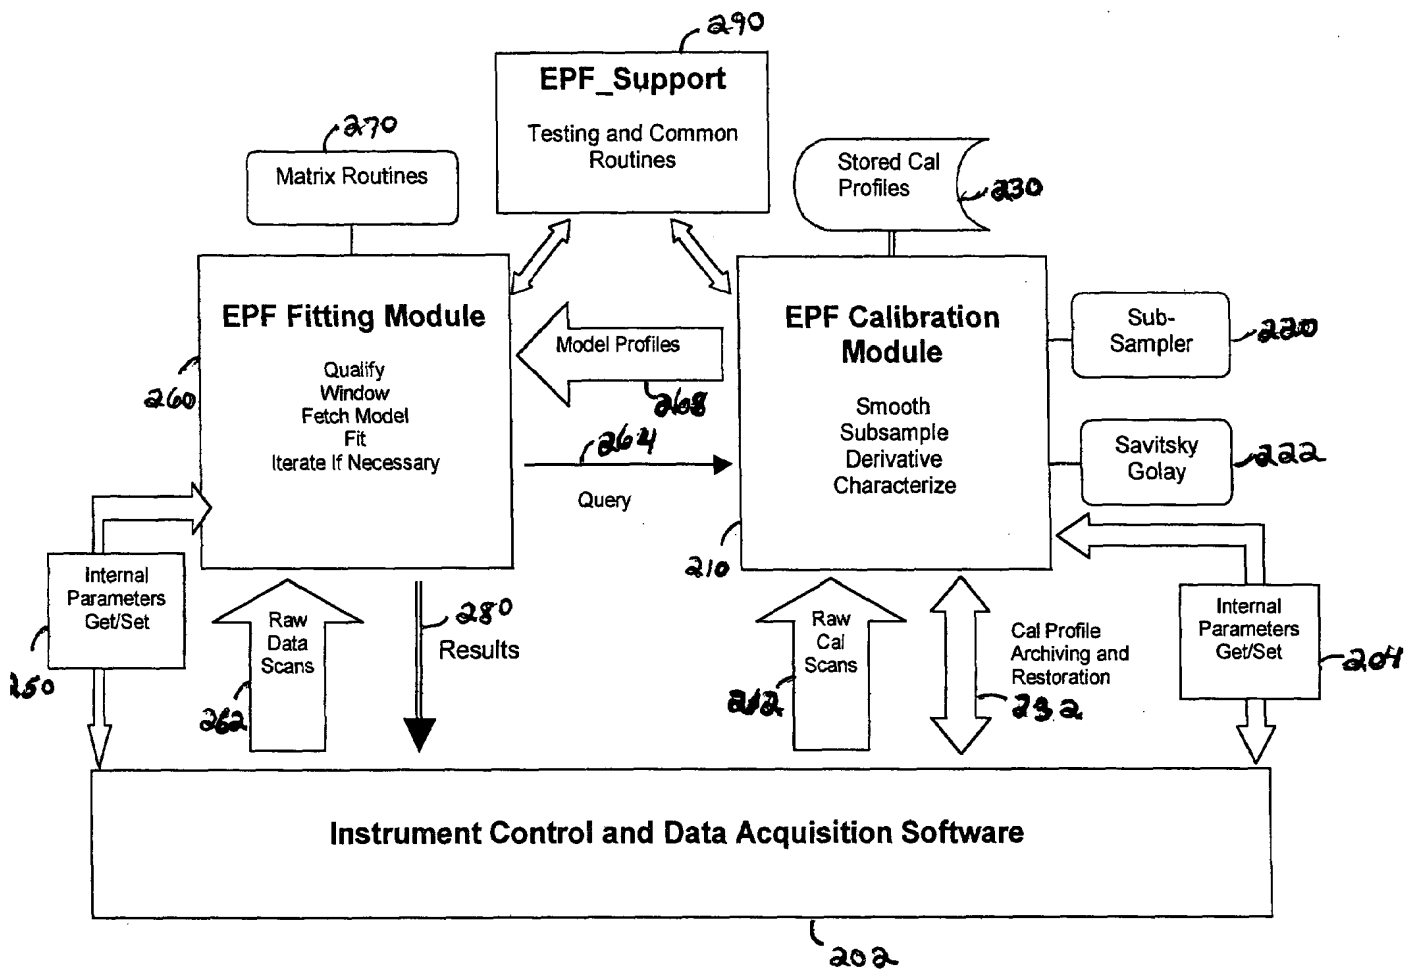 290
EPF_Support
Testing and Common
Routines
270
Matrix Routines
Stored Cal
Profiles
230
EPF Fitting Module
Qualify
Window
Fetch Model
Fit
Iterate If Necessary
260
Model Profiles
268
264
Query
EPF Calibration
Module
Smooth
Subsample
Derivative
Characterize
210
Sub-
Sampler
220
Savitsky
Golay
222
Internal
Parameters
Get/Set
250
Raw
Data
Scans
262
280
Results
Raw
Cal
Scans
212
Cal Profile
Archiving and
Restoration
232
Internal
Parameters
Get/Set
204
Instrument Control and Data Acquisition Software
202